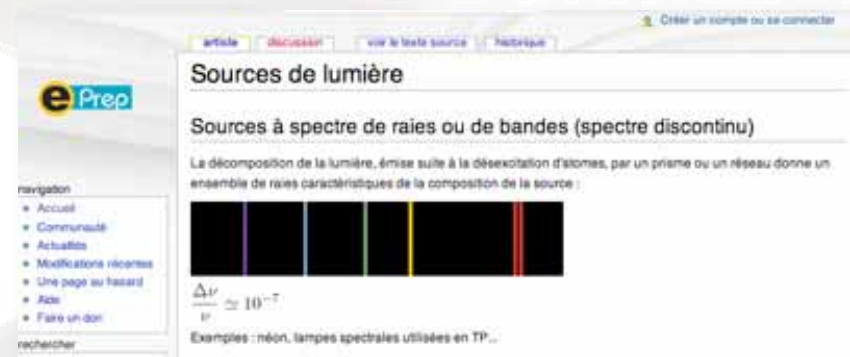 Créer un compte ou se connecter
article discussion voir le texte source historique
e Prep
Sources de lumière
Sources à spectre de raies ou de bandes (spectre discontinu)
La décomposition de la lumière, émise suite à la désexcitation d'atomes, par un prisme ou un réseau donne un
ensemble de raies caractéristiques de la composition de la source :
Δν/ν ≃ 10⁻⁷
Exemples : néon, lampes spectrales utilisées en TP...
navigation
Accueil
Communauté
Actualités
Modifications récentes
Une page au hasard
Aide
Faire un don
rechercher